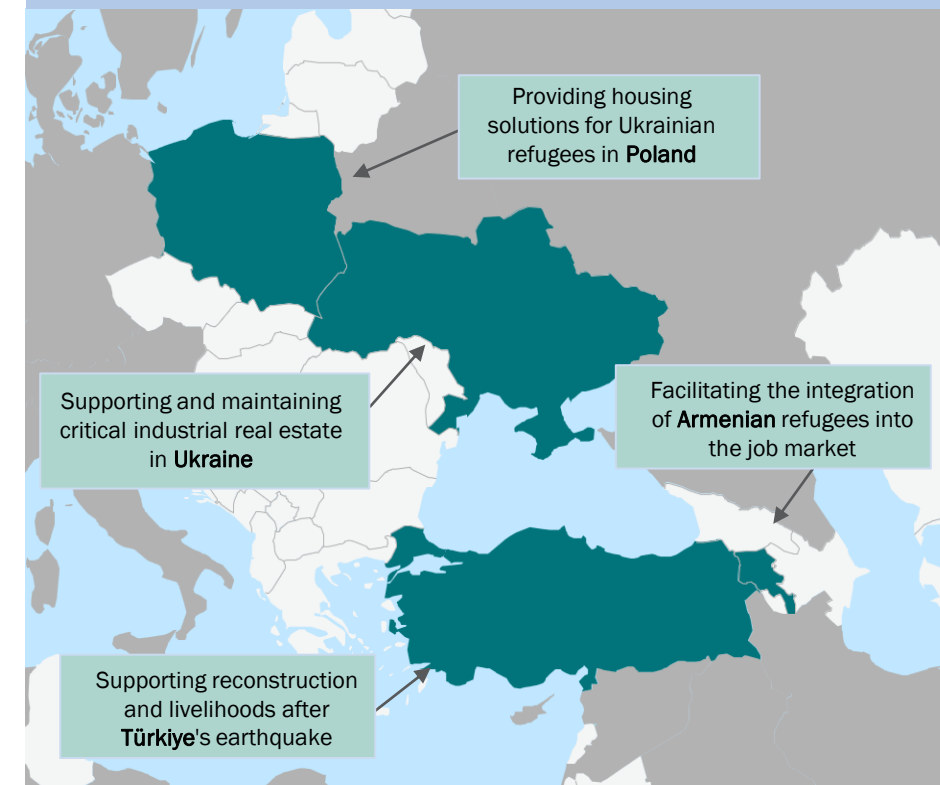 Providing housing
solutions for Ukrainian
refugees in Poland
Supporting and maintaining
critical industrial real estate
in Ukraine
Facilitating the integration
of Armenian refugees into
the job market
Supporting reconstruction
and livelihoods after
Türkiye's earthquake